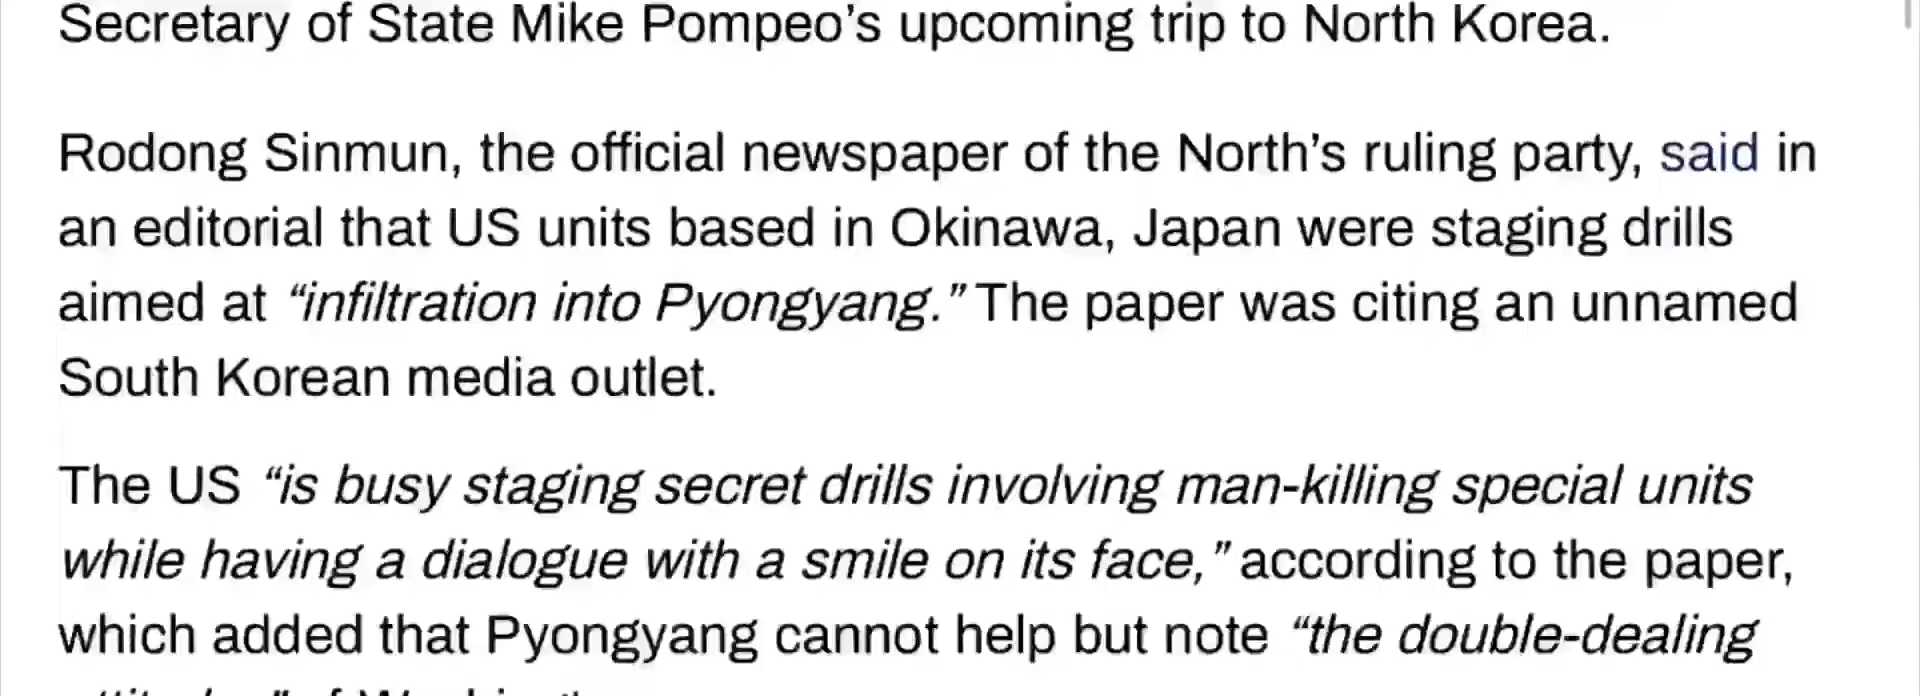 Secretary of State Mike Pompeo’s upcoming trip to North Korea.
Rodong Sinmun, the official newspaper of the North’s ruling party, said in
an editorial that US units based in Okinawa, Japan were staging drills
aimed at “infiltration into Pyongyang.” The paper was citing an unnamed
South Korean media outlet.
The US “is busy staging secret drills involving man-killing special units
while having a dialogue with a smile on its face,” according to the paper,
which added that Pyongyang cannot help but note “the double-dealing